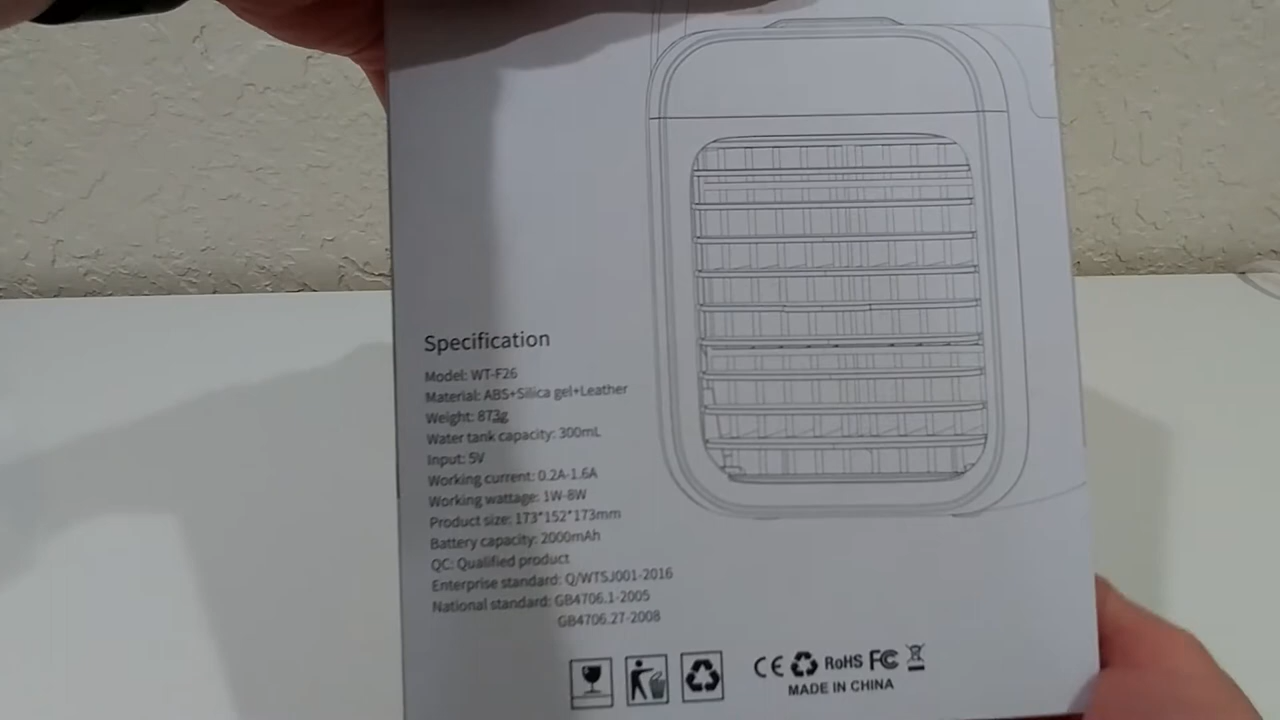 Specification
Model: WT-F26
Material: ABS+Silica gel+Leather
Weight: 873g
Water tank capacity: 300mL
Input: 5V
Working current: 0.2A-1.6A
Working wattage: 1W-8W
Product size: 173*152*173mm
Battery capacity: 2000mAh
QC: Qualified product
Enterprise standard: Q/WTSJ001-2016
National standard: GB4706.1-2005
GB4706.27-2008
CE RoHS FC
MADE IN CHINA